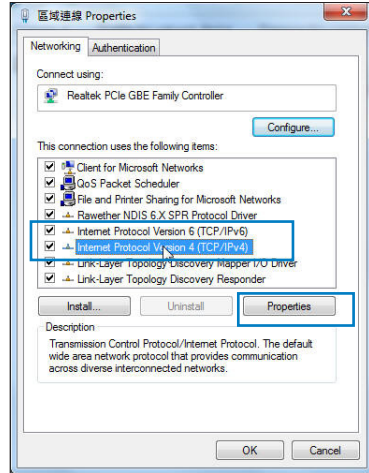 區域連線 Properties
Networking Authentication
Connect using:
Realtek PCIe GBE Family Controller
Configure...
This connection uses the following items:
Client for Microsoft Networks
QoS Packet Scheduler
File and Printer Sharing for Microsoft Networks
Rawether NDIS 6.X SPR Protocol Driver
Internet Protocol Version 6 (TCP/IPv6)
Internet Protocol Version 4 (TCP/IPv4)
Link-Layer Topology Discovery Mapper I/O Driver
Link-Layer Topology Discovery Responder
Install... Uninstall Properties
Description
Transmission Control Protocol/Internet Protocol. The default
wide area network protocol that provides communication
across diverse interconnected networks.
OK Cancel